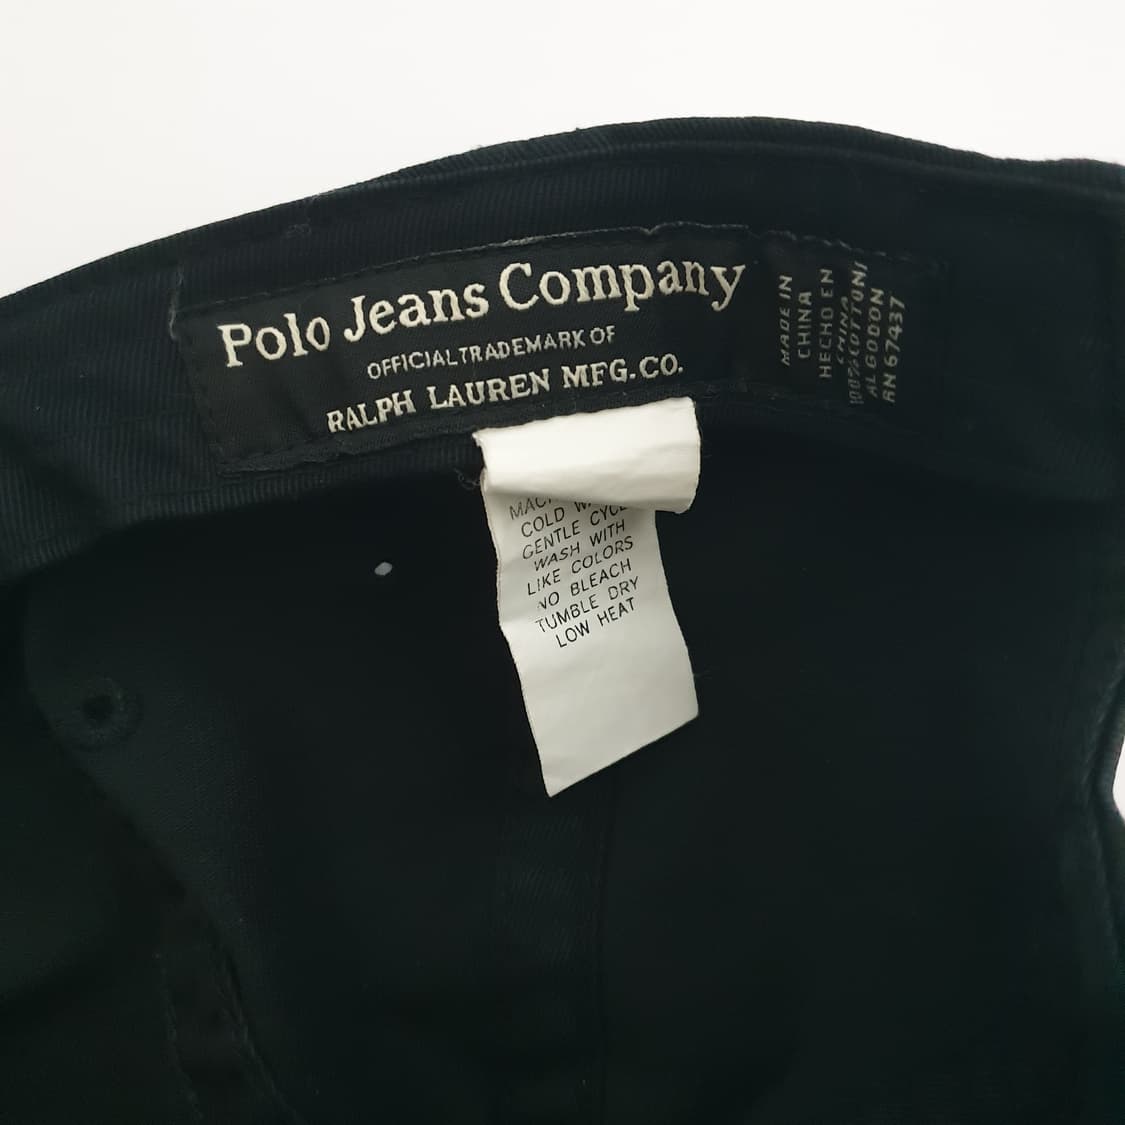 Polo Jeans Company
OFFICIAL TRADEMARK OF
RALPH LAUREN MFG.CO.
MADE IN
CHINA
HECHO EN
CHINA
100% COTTON/
ALGODON
RN 67437
COLD
GENTLE
WASH WITH
LIKE COLORS
NO BLEACH
TUMBLE DRY
LOW HEAT